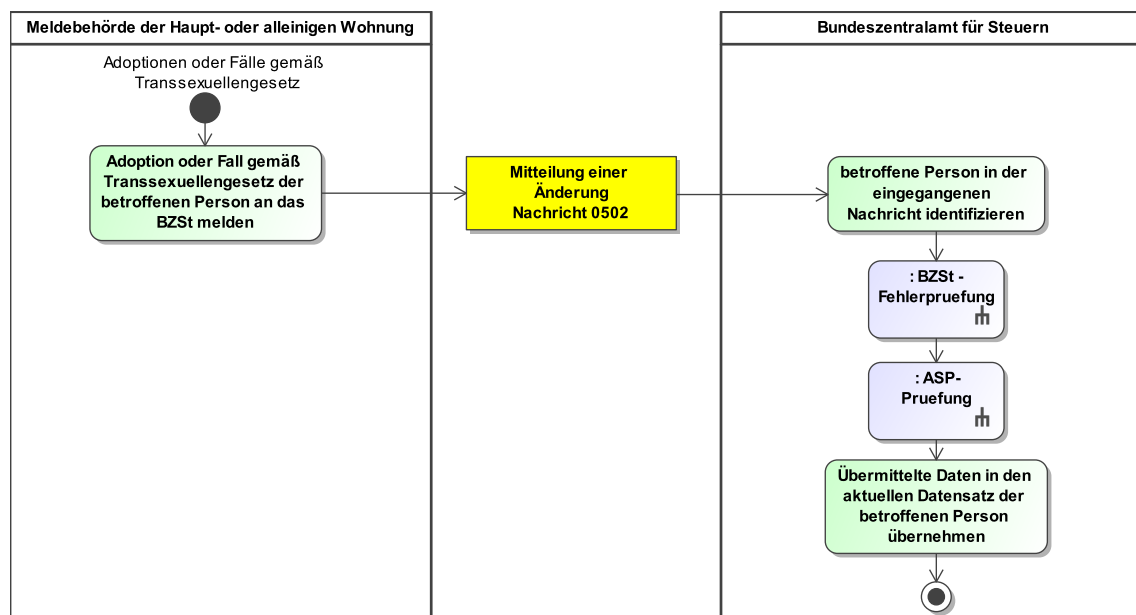 Meldebehörde der Haupt- oder alleinigen Wohnung
Adoptionen oder Fälle gemäß
Transsexuellengesetz
Adoption oder Fall gemäß
Transsexuellengesetz der
betroffenen Person an das
BZSt melden
Mitteilung einer
Änderung
Nachricht 0502
Bundeszentralamt für Steuern
betroffene Person in der
eingegangenen
Nachricht identifizieren
: BZSt -
Fehlerpruefung
: ASP-
Pruefung
Übermittelte Daten in den
aktuellen Datensatz der
betroffenen Person
übernehmen